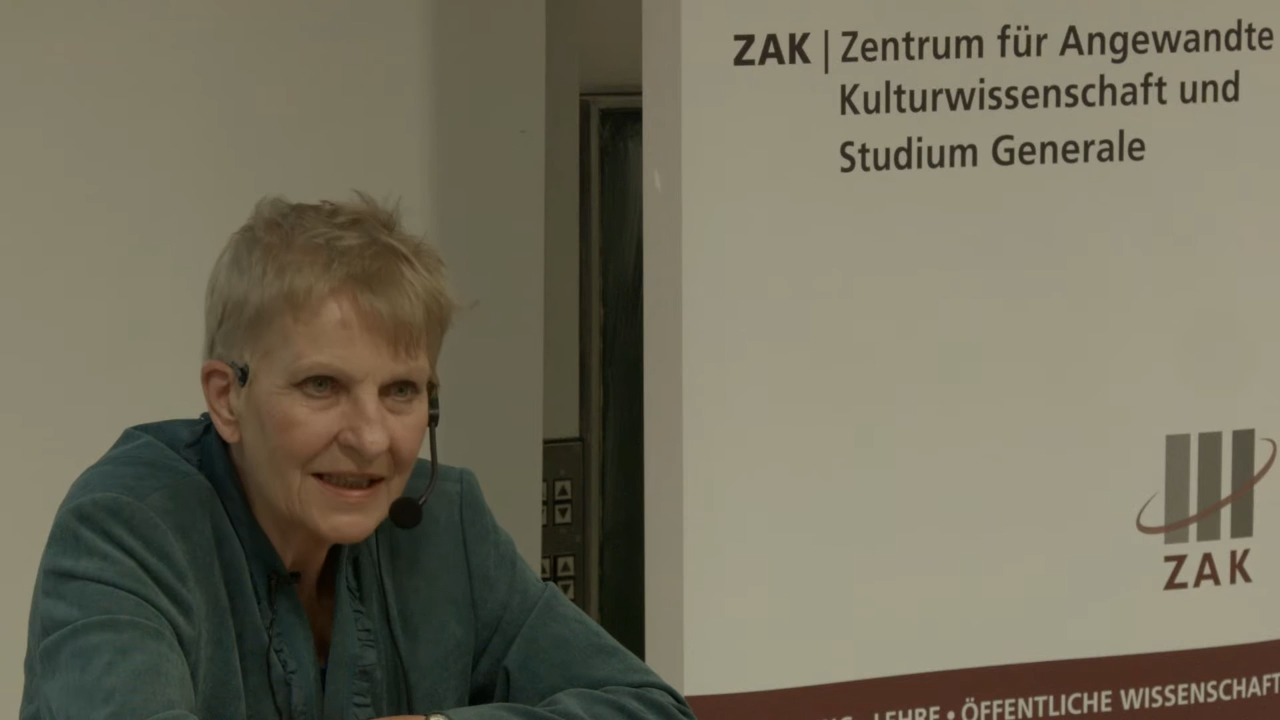 ZAK | Zentrum für Angewandte
Kulturwissenschaft und
Studium Generale
ZAK
LEHRE • ÖFFENTLICHE WISSENSCHAFT